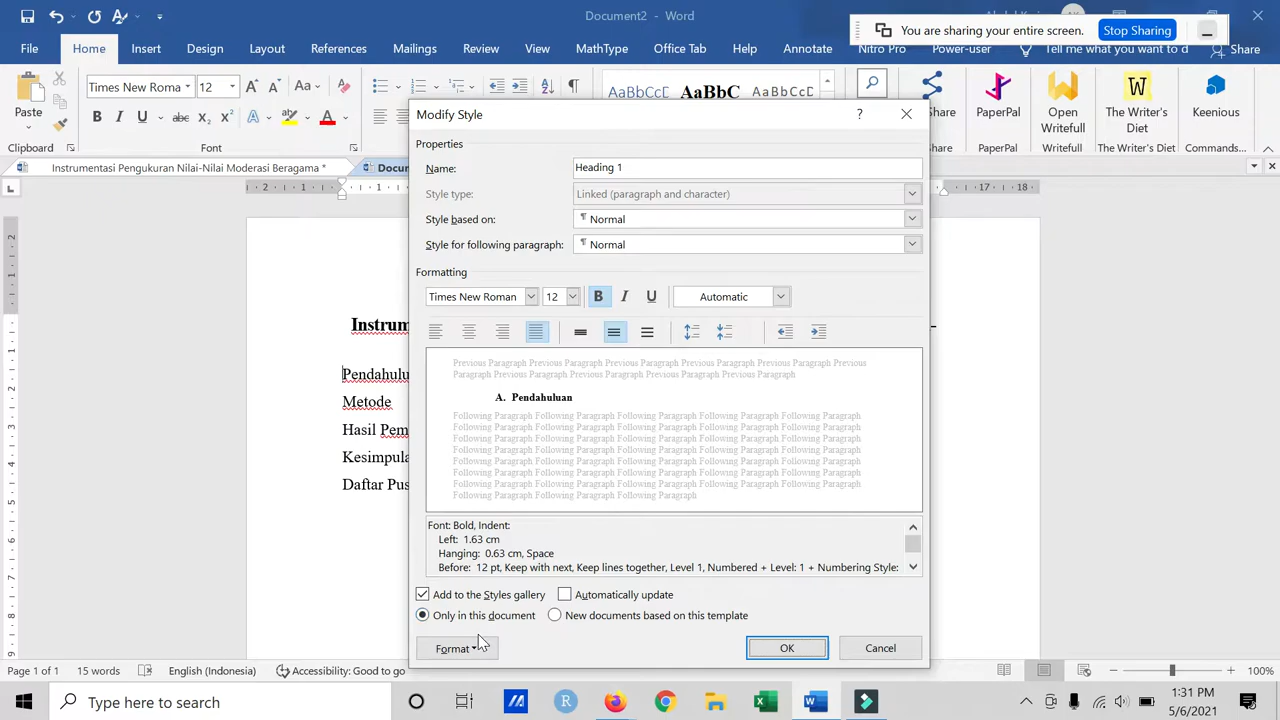 Document2 - Word
You are sharing your entire screen.
Stop Sharing
File Home Insert Design Layout References Mailings Review View MathType Office Tab Help Annotate Nitro Pro Power-user Tell me what you want to d Share
Paste
Times New Roma 12
AaBbCcD AaBbC AaBbCcD
PaperPal
Open Writefull
The Writer's Diet
Keenious
Clipboard Font PaperPal Writefull The Writer's Diet Keenious
Instrumentasi Pengukuran Nilai-Nilai Moderasi Beragama *
Modify Style
Properties
Name: Heading 1
Style type: Linked (paragraph and character)
Style based on: ¶ Normal
Style for following paragraph: ¶ Normal
Formatting
Times New Roman 12 B I U Automatic
Previous Paragraph Previous Paragraph Previous Paragraph Previous Paragraph Previous Paragraph Previous
Paragraph Previous Paragraph Previous Paragraph Previous Paragraph Previous Paragraph
A. Pendahuluan
Following Paragraph Following Paragraph Following Paragraph Following Paragraph Following Paragraph
Following Paragraph Following Paragraph Following Paragraph Following Paragraph Following Paragraph
Following Paragraph Following Paragraph Following Paragraph Following Paragraph Following Paragraph
Following Paragraph Following Paragraph Following Paragraph Following Paragraph Following Paragraph
Following Paragraph Following Paragraph Following Paragraph Following Paragraph Following Paragraph
Following Paragraph Following Paragraph Following Paragraph Following Paragraph Following Paragraph
Following Paragraph Following Paragraph Following Paragraph Following Paragraph Following Paragraph
Following Paragraph Following Paragraph Following Paragraph
Font: Bold, Indent:
Left: 1.63 cm
Hanging: 0.63 cm, Space
Before: 12 pt, Keep with next, Keep lines together, Level 1, Numbered + Level: 1 + Numbering Style:
Add to the Styles gallery Automatically update
Only in this document New documents based on this template
Format OK Cancel
Instrum
Pendahulu
Metode
Hasil Pem
Kesimpula
Daftar Pus
Page 1 of 1 15 words English (Indonesia) Accessibility: Good to go 100%
Type here to search
1:31 PM
5/6/2021